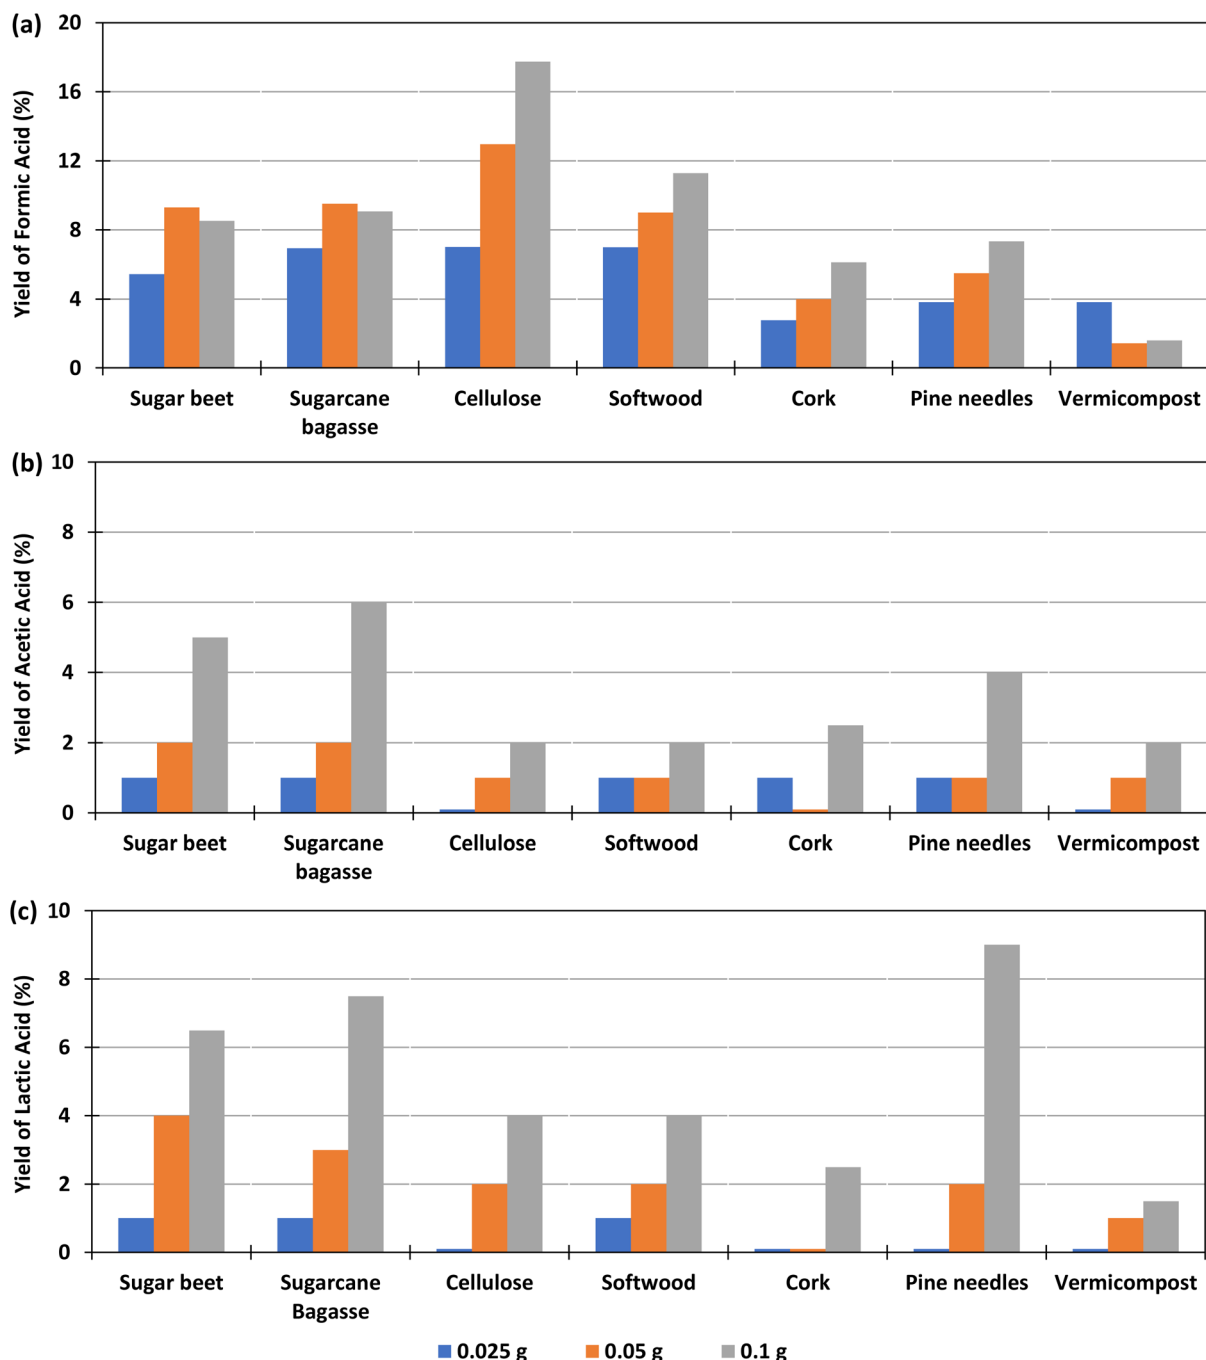 (a)
Yield of Formic Acid (%)
20
16
12
8
4
0
Sugar beet
Sugarcane
bagasse
Cellulose
Softwood
Cork
Pine needles
Vermicompost
(b)
Yield of Acetic Acid (%)
10
8
6
4
2
0
Sugar beet
Sugarcane
bagasse
Cellulose
Softwood
Cork
Pine needles
Vermicompost
(c)
Yield of Lactic Acid (%)
10
8
6
4
2
0
Sugar beet
Sugarcane
Bagasse
Cellulose
Softwood
Cork
Pine needles
Vermicompost
0.025 g
0.05 g
0.1 g